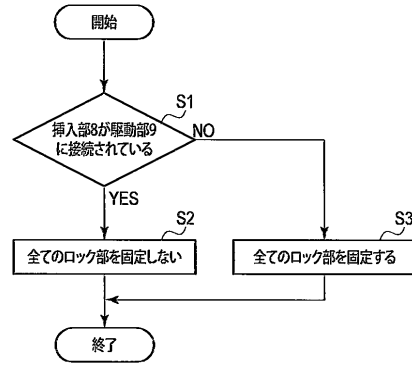 開始
S1
挿入部8が駆動部9
に接続されている
NO
YES
S2
全てのロック部を固定しない
S3
全てのロック部を固定する
終了